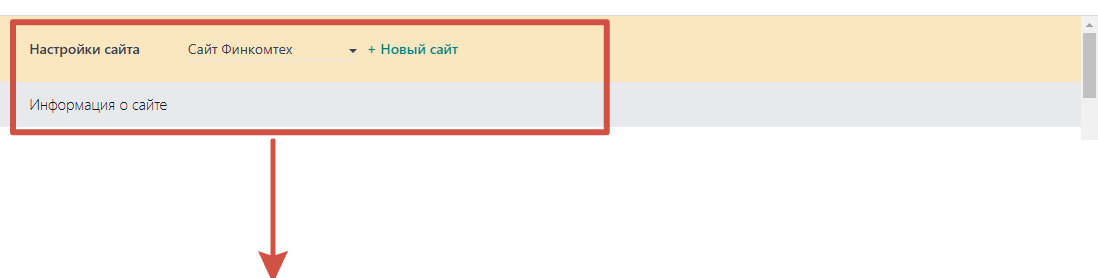 Настройки сайта Сайт Финкомтех + Новый сайт
Информация о сайте